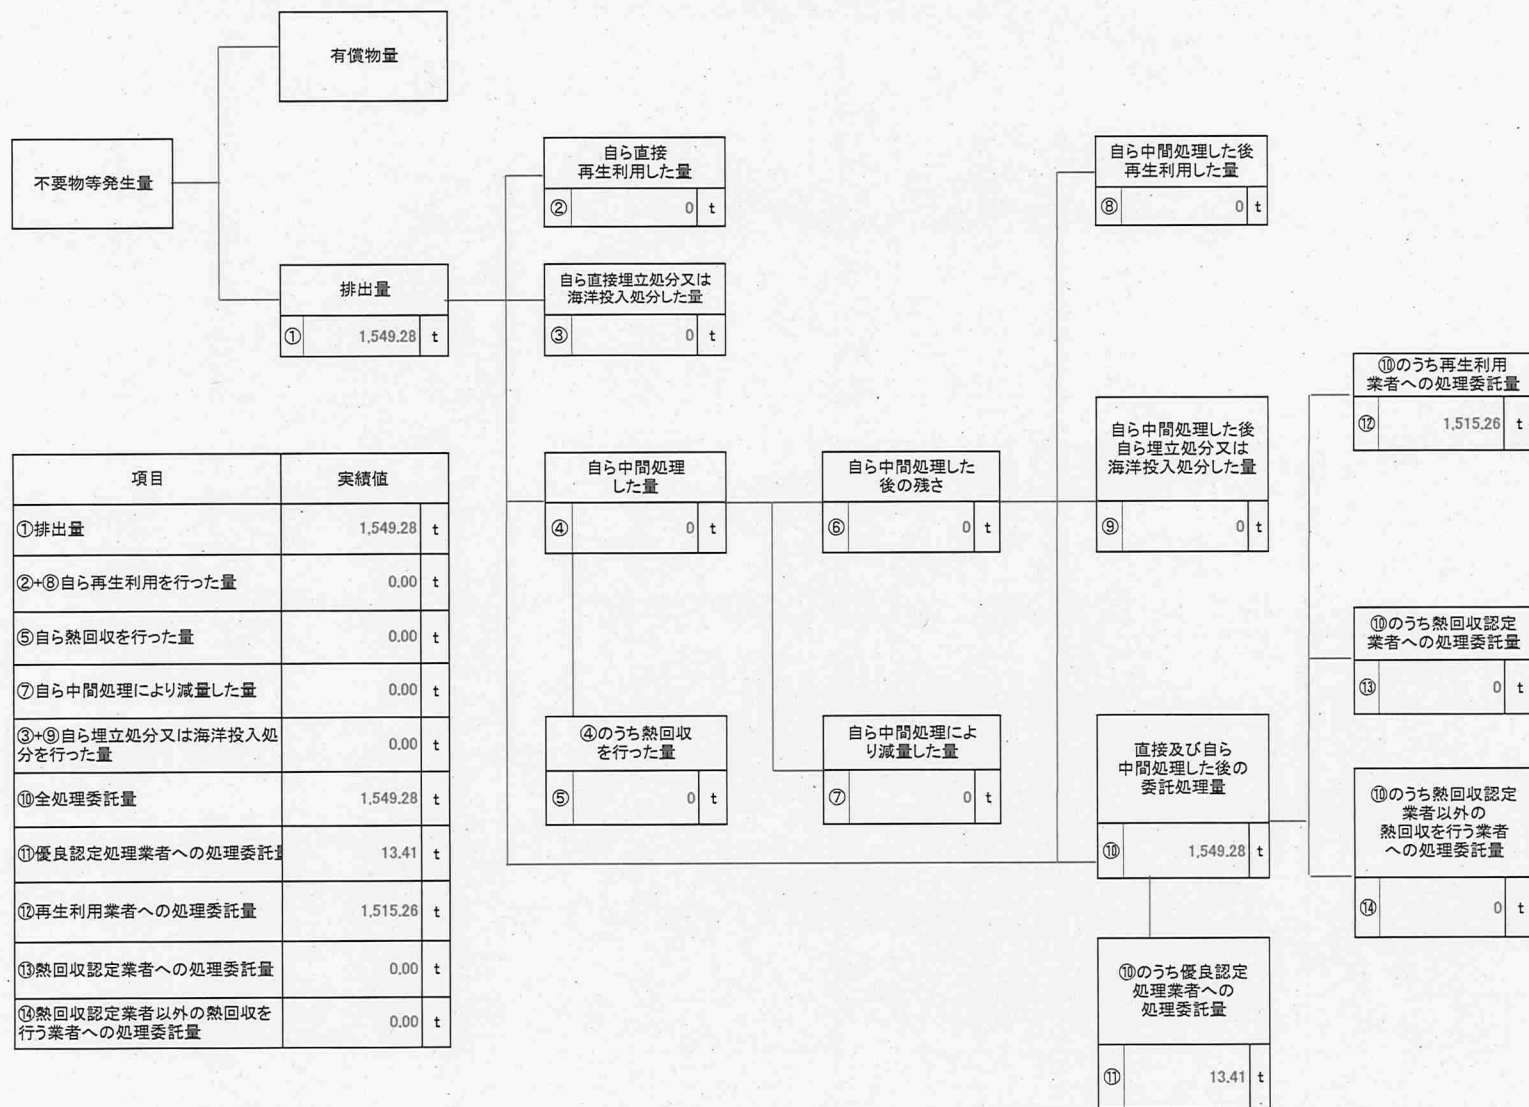 有償物量
不要物等発生量
排出量
① 1,549.28 t
自ら直接
再生利用した量
② 0 t
自ら直接埋立処分又は
海洋投入処分した量
③ 0 t
自ら中間処理
した量
④ 0 t
④のうち熱回収
を行った量
⑤ 0 t
自ら中間処理した
後の残さ
⑥ 0 t
自ら中間処理によ
り減量した量
⑦ 0 t
自ら中間処理した後
再生利用した量
⑧ 0 t
自ら中間処理した後
自ら埋立処分又は
海洋投入処分した量
⑨ 0 t
直接及び自ら
中間処理した後の
委託処理量
⑩ 1,549.28 t
⑩のうち優良認定
処理業者への
処理委託量
⑪ 13.41 t
⑩のうち再生利用
業者への処理委託量
⑫ 1,515.26 t
⑩のうち熱回収認定
業者への処理委託量
⑬ 0 t
⑩のうち熱回収認定
業者以外の
熱回収を行う業者
への処理委託量
⑭ 0 t
項目 実績値
①排出量 1,549.28 t
②+⑧自ら再生利用を行った量 0.00 t
⑤自ら熱回収を行った量 0.00 t
⑦自ら中間処理により減量した量 0.00 t
③+⑨自ら埋立処分又は海洋投入処
分を行った量 0.00 t
⑩全処理委託量 1,549.28 t
⑪優良認定処理業者への処理委託量 13.41 t
⑫再生利用業者への処理委託量 1,515.26 t
⑬熱回収認定業者への処理委託量 0.00 t
⑭熱回収認定業者以外の熱回収を
行う業者への処理委託量 0.00 t